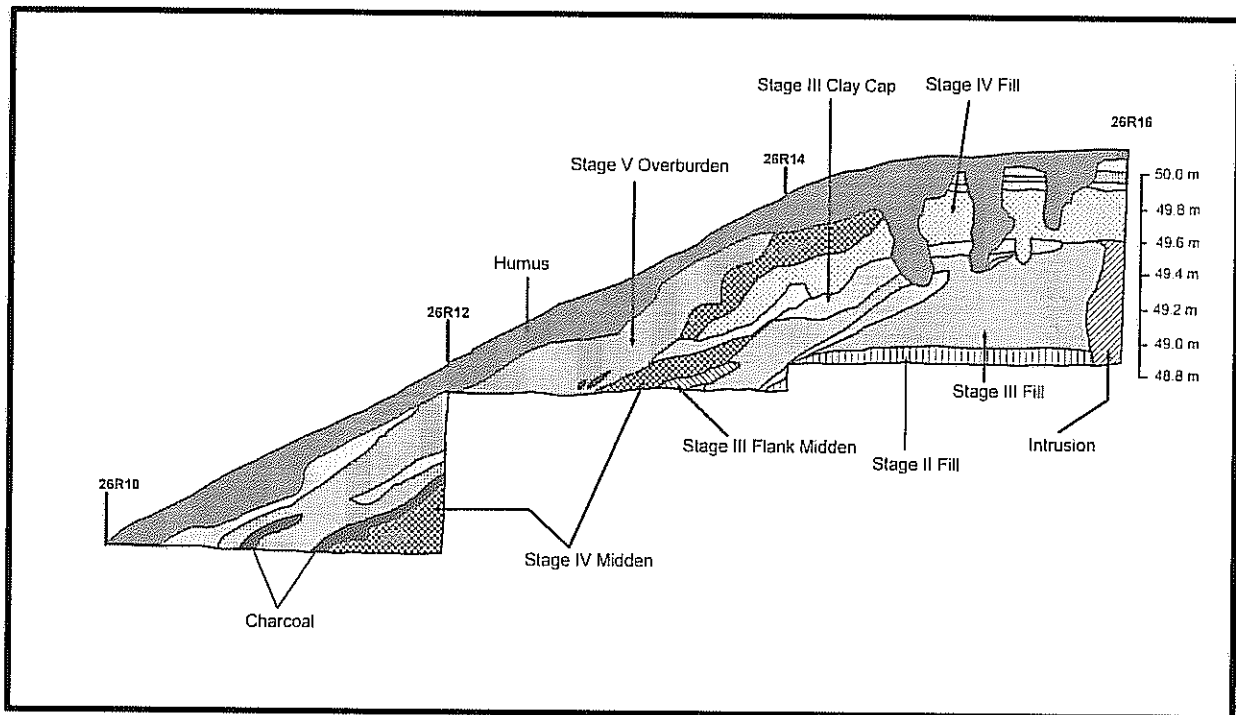 Stage III Clay Cap
Stage IV Fill
26R16
Stage V Overburden
26R14
50.0 m
49.8 m
49.6 m
49.4 m
49.2 m
49.0 m
48.8 m
Humus
26R12
Stage III Fill
Stage III Flank Midden
Intrusion
Stage II Fill
26R10
Stage IV Midden
Charcoal